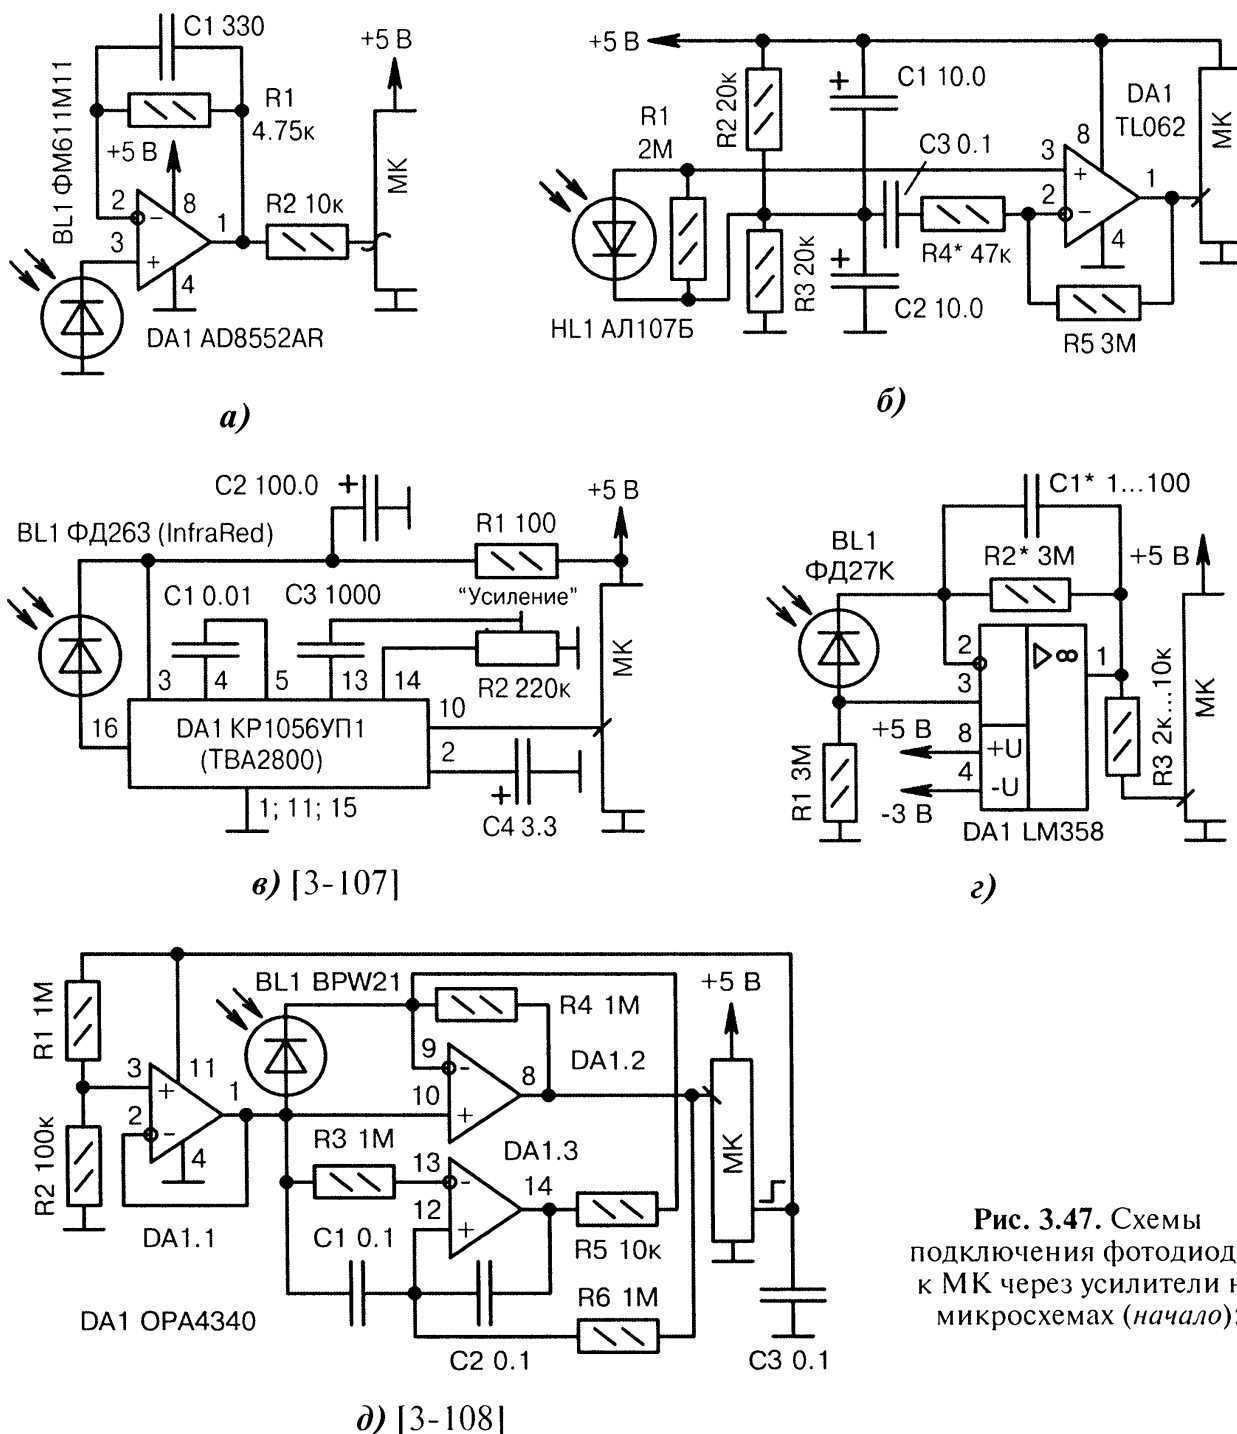 C1 330
BL1 ФМ611М11
R1
4.75к
+5 В
+5 В
2
8
3
1
4
−
+
R2 10к
МК
DA1 AD8552AR
а)
+5 В
R2 20к
C1 10.0
+
DA1
TL062
МК
R1
2М
C3 0.1
3
8
+
2
−
1
4
R4* 47к
R3 20к
+
C2 10.0
HL1 АЛ107Б
R5 3М
б)
C2 100.0
+
+5 В
BL1 ФД263 (InfraRed)
R1 100
C1 0.01
C3 1000
"Усиление"
3
4
5
13
14
R2 220к
МК
16
DA1 КР1056УП1
(TBA2800)
10
2
1; 11; 15
+
C4 3.3
в) [3-107]
C1* 1...100
BL1
ФД27К
R2* 3М
+5 В
2
3
▷∞
1
+5 В
8
+U
4
-U
-3 В
R1 3М
R3 2к...10к
МК
DA1 LM358
г)
R1 1М
BL1 BPW21
R4 1М
+5 В
3
11
+
2
−
1
4
9
−
10
+
8
DA1.2
R2 100к
R3 1М
DA1.3
13
−
12
+
14
МК
DA1.1
C1 0.1
R5 10к
R6 1М
DA1 OPA4340
C2 0.1
C3 0.1
д) [3-108]
Рис. 3.47. Схемы
подключения фотодиод
к МК через усилители н
микросхемах (начало):